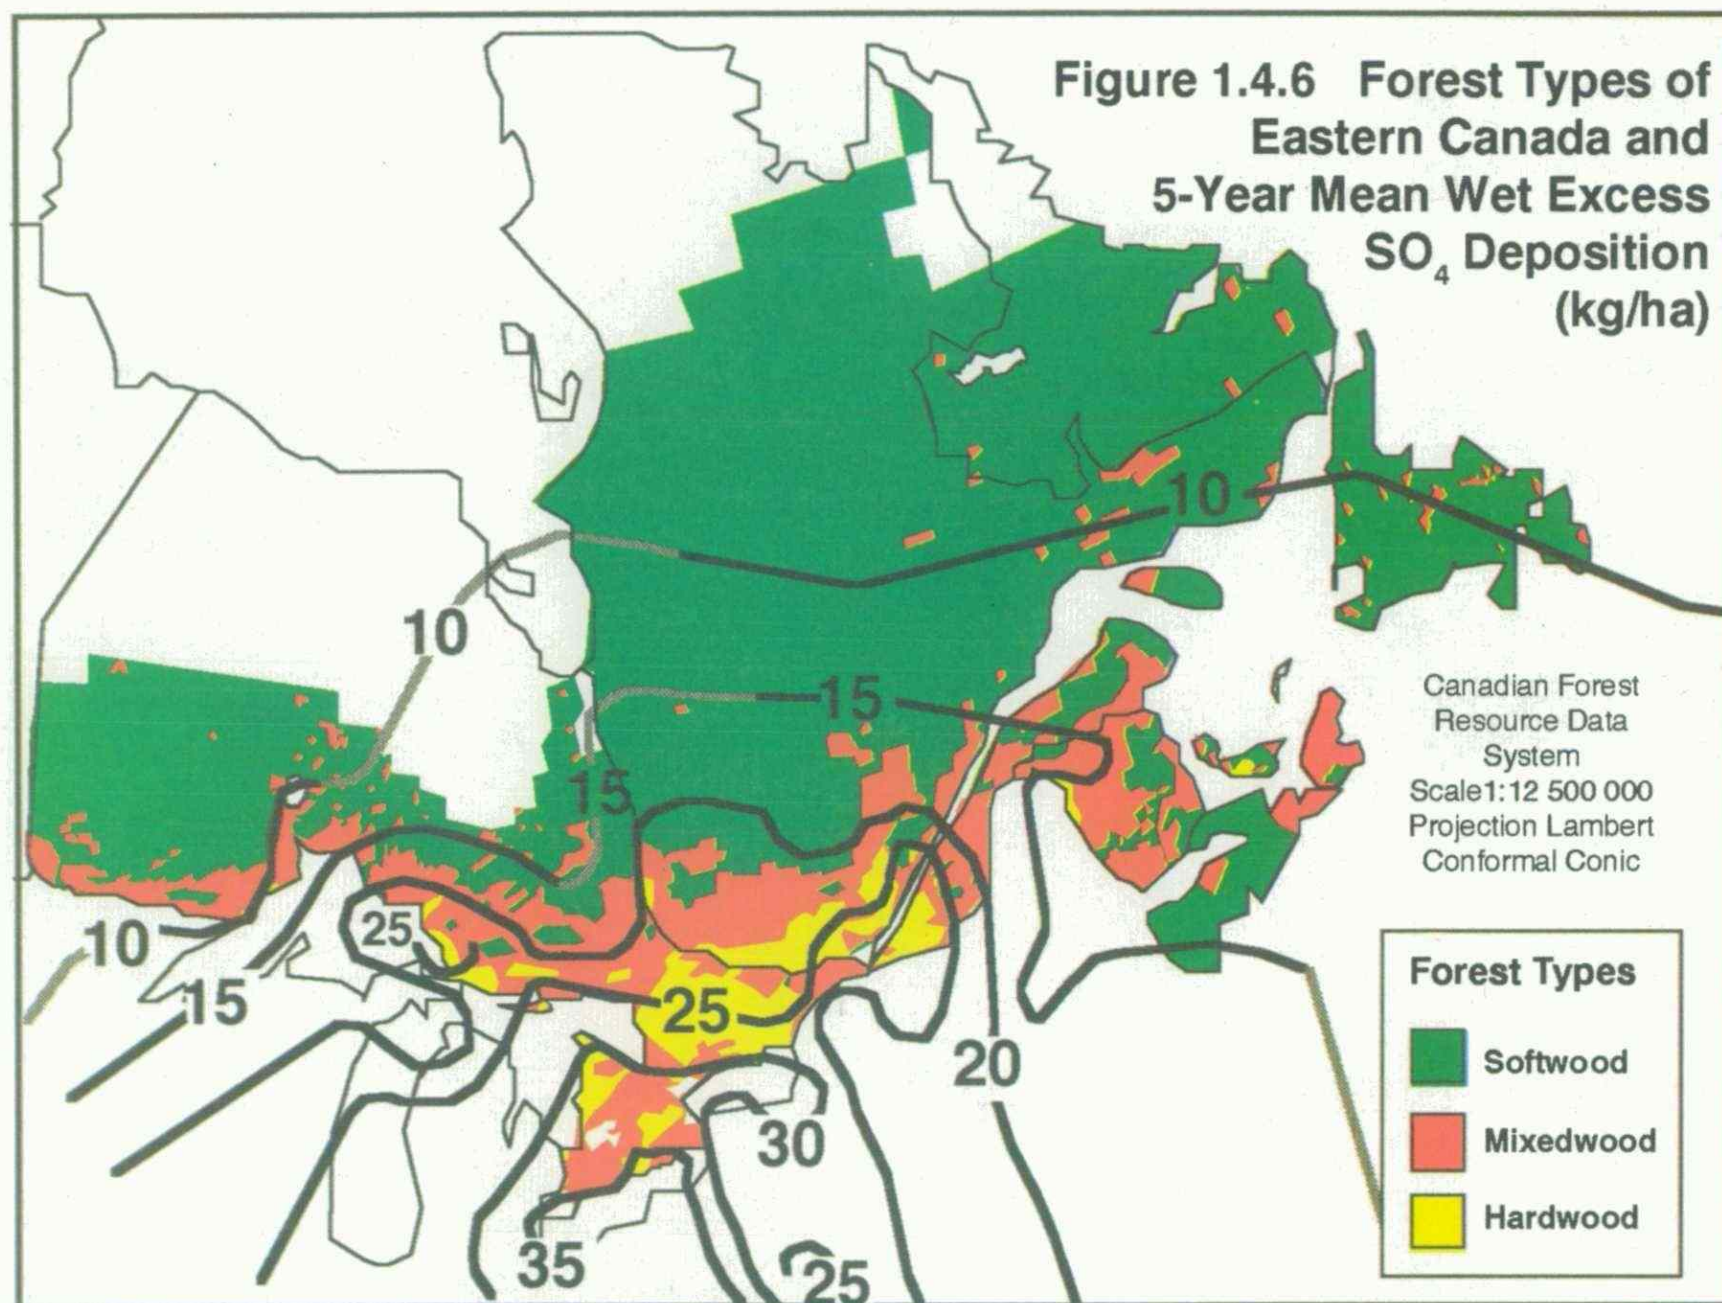 Figure 1.4.6 Forest Types of
Eastern Canada and
5-Year Mean Wet Excess
SO₄ Deposition
(kg/ha)
10
10
15
15
Canadian Forest
Resource Data
System
Scale1:12 500 000
Projection Lambert
Conformal Conic
10
25
15
25
20
30
35
25
Forest Types
Softwood
Mixedwood
Hardwood